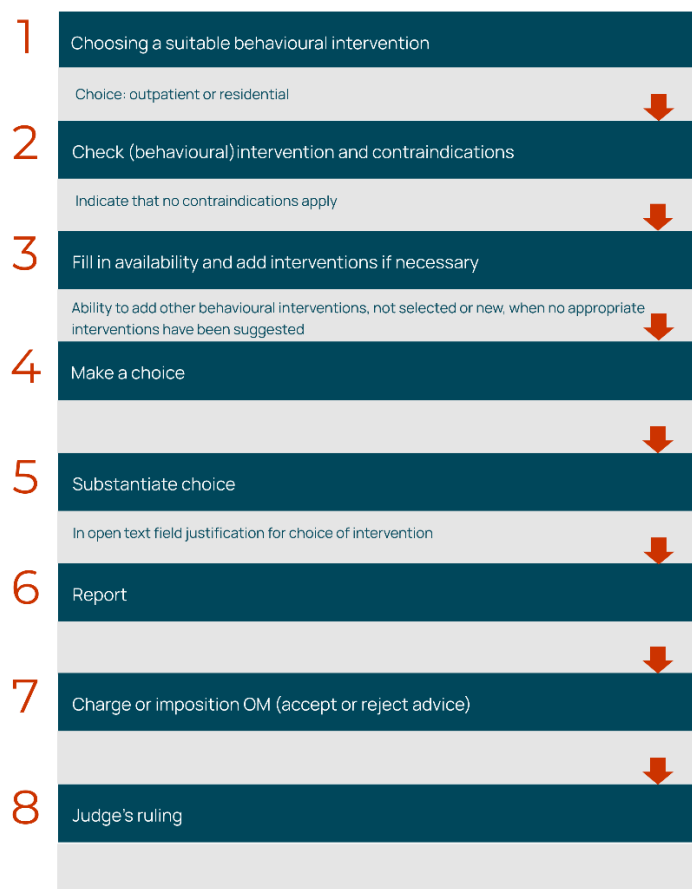 1
Choosing a suitable behavioural intervention
Choice: outpatient or residential
2
Check (behavioural)intervention and contraindications
Indicate that no contraindications apply
3
Fill in availability and add interventions if necessary
Ability to add other behavioural interventions, not selected or new, when no appropriate
interventions have been suggested
4
Make a choice
5
Substantiate choice
In open text field justification for choice of intervention
6
Report
7
Charge or imposition OM (accept or reject advice)
8
Judge's ruling